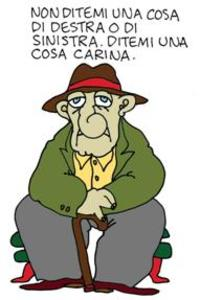 NON DITEMI UNA COSA
DI DESTRA O DI
SINISTRA. DITEMI UNA
COSA CARINA.